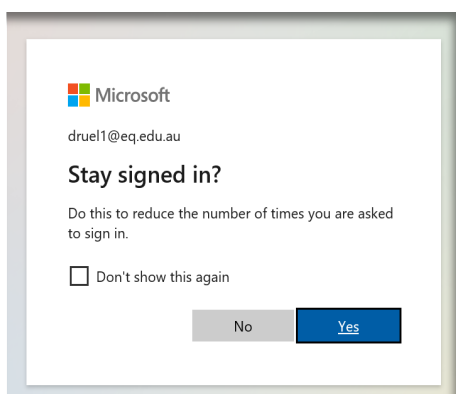 Microsoft
druel1@eq.edu.au
Stay signed in?
Do this to reduce the number of times you are asked
to sign in.
Don't show this again
No
Yes